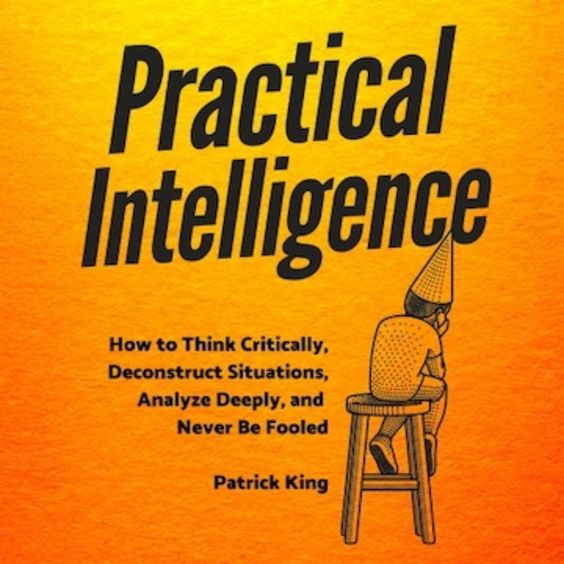 Practical
Intelligence
How to Think Critically,
Deconstruct Situations,
Analyze Deeply, and
Never Be Fooled
Patrick King